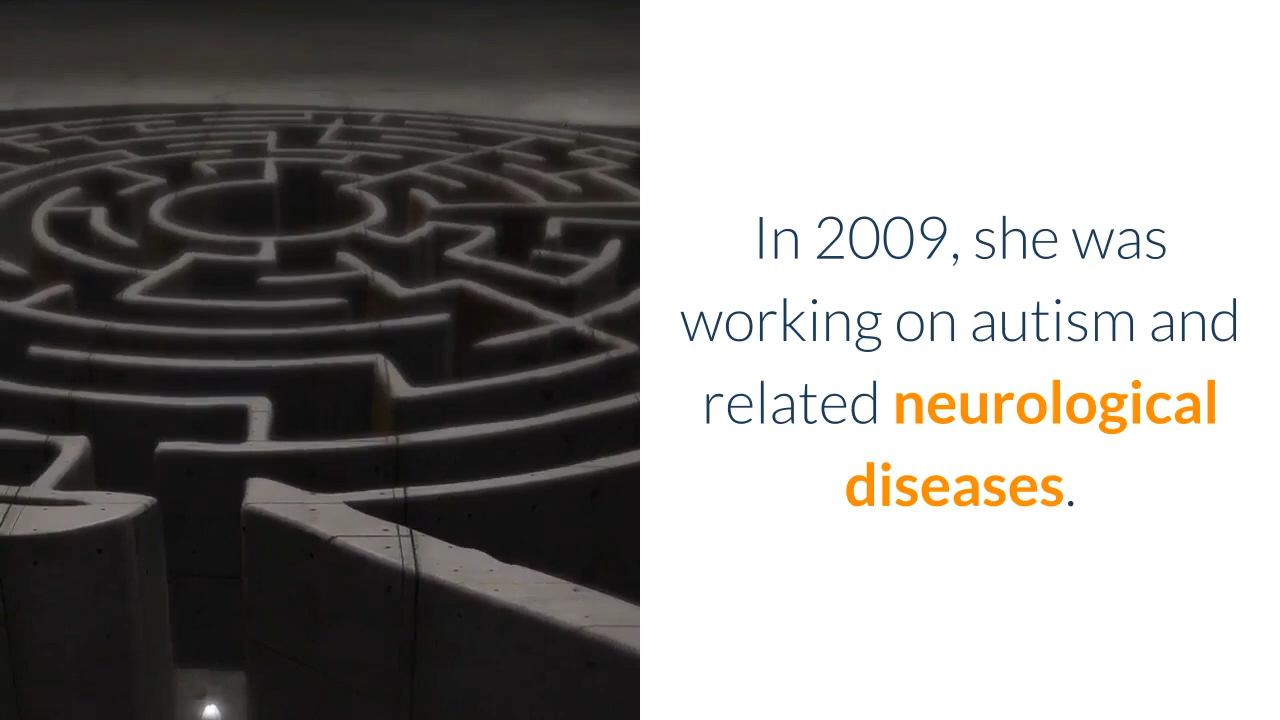 In 2009, she was
working on autism and
related neurological
diseases.